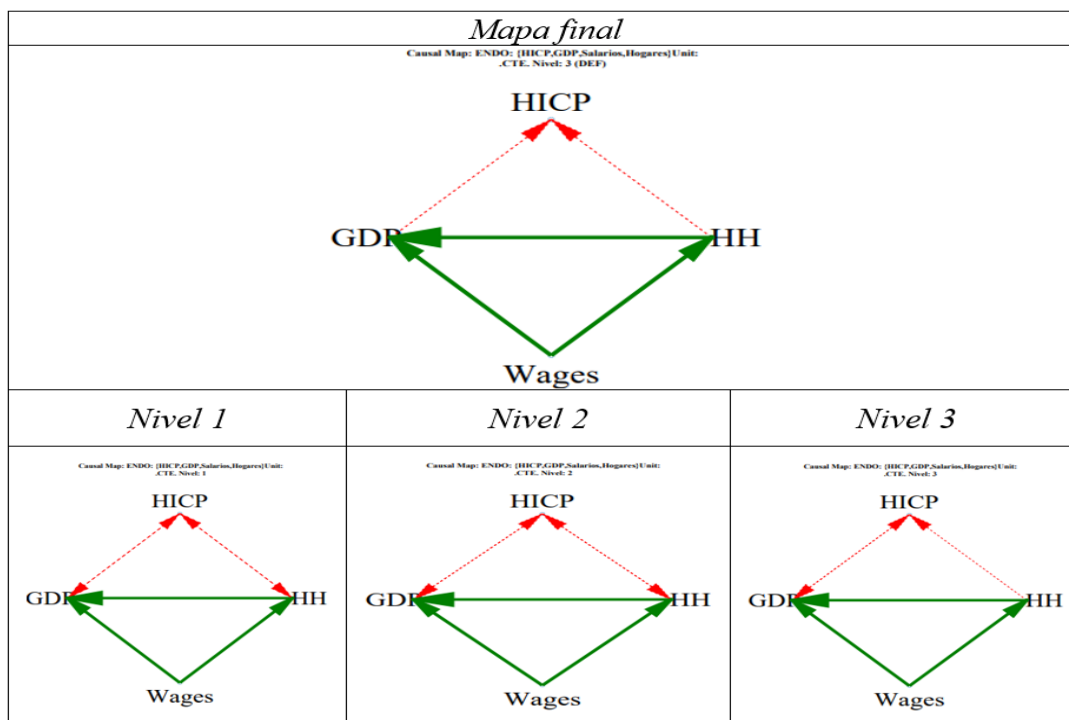 Mapa final
Causal Map: ENDO: {HICP,GDP,Salarios,Hogares}Unit:
.CTE. Nivel: 3 (DEF)
HICP
GDP
HH
Wages
Nivel 1
Nivel 2
Nivel 3
Causal Map: ENDO: {HICP,GDP,Salarios,Hogares}Unit:
.CTE. Nivel: 1
HICP
GDP
HH
Wages
Causal Map: ENDO: {HICP,GDP,Salarios,Hogares}Unit:
.CTE. Nivel: 2
HICP
GDP
HH
Wages
Causal Map: ENDO: {HICP,GDP,Salarios,Hogares}Unit:
.CTE. Nivel: 3
HICP
GDP
HH
Wages